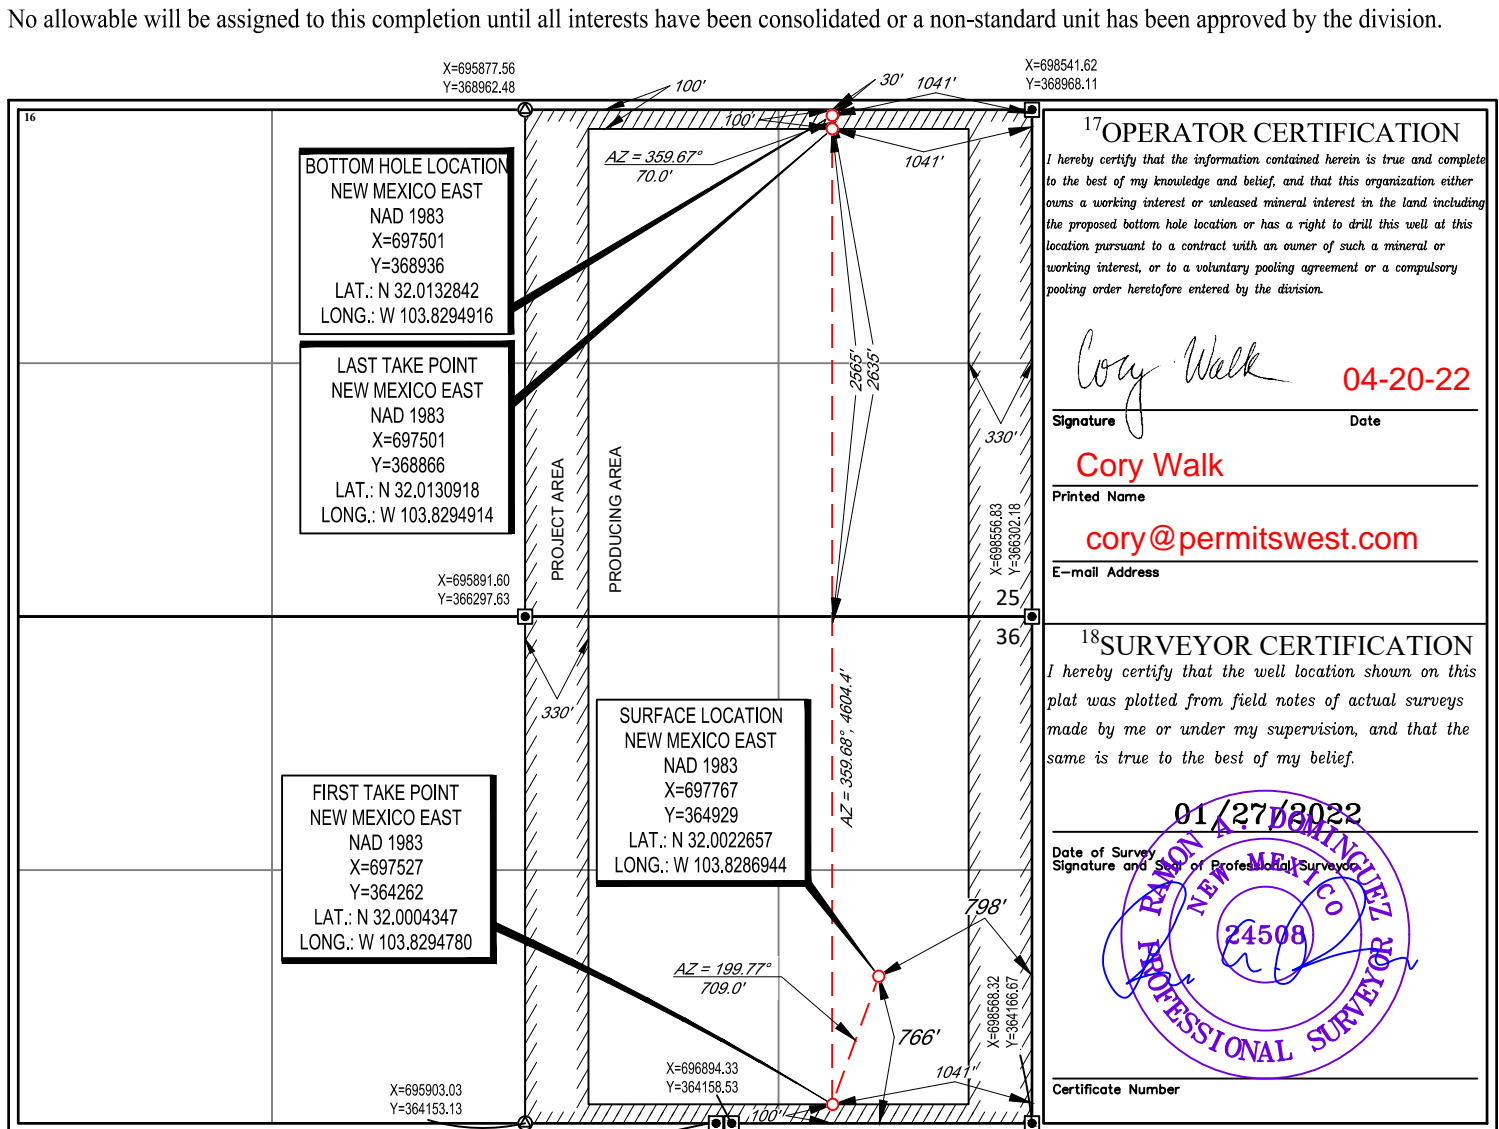 No allowable will be assigned to this completion until all interests have been consolidated or a non-standard unit has been approved by the division.
X=695877.56
Y=368962.48
X=698541.62
Y=368968.11
100'
30'
1041'
16
100'
AZ = 359.67°
70.0'
1041'
BOTTOM HOLE LOCATION
NEW MEXICO EAST
NAD 1983
X=697501
Y=368936
LAT.: N 32.0132842
LONG.: W 103.8294916
LAST TAKE POINT
NEW MEXICO EAST
NAD 1983
X=697501
Y=368866
LAT.: N 32.0130918
LONG.: W 103.8294914
2565'
2635'
330'
PROJECT AREA
PRODUCING AREA
X=698556.83
Y=366302.18
X=695891.60
Y=366297.63
25
36
330'
AZ = 359.68°, 4604.4'
SURFACE LOCATION
NEW MEXICO EAST
NAD 1983
X=697767
Y=364929
LAT.: N 32.0022657
LONG.: W 103.8286944
FIRST TAKE POINT
NEW MEXICO EAST
NAD 1983
X=697527
Y=364262
LAT.: N 32.0004347
LONG.: W 103.8294780
798'
AZ = 199.77°
709.0'
766'
X=698568.32
Y=364166.67
X=696894.33
Y=364158.53
1041'
X=695903.03
Y=364153.13
100'
17OPERATOR CERTIFICATION
I hereby certify that the information contained herein is true and complete
to the best of my knowledge and belief, and that this organization either
owns a working interest or unleased mineral interest in the land including
the proposed bottom hole location or has a right to drill this well at this
location pursuant to a contract with an owner of such a mineral or
working interest, or to a voluntary pooling agreement or a compulsory
pooling order heretofore entered by the division.
Cory Walk
04-20-22
Signature Date
Cory Walk
Printed Name
cory@permitswest.com
E-mail Address
18SURVEYOR CERTIFICATION
I hereby certify that the well location shown on this
plat was plotted from field notes of actual surveys
made by me or under my supervision, and that the
same is true to the best of my belief.
01/27/2022
Date of Survey
Signature and Seal of Professional Surveyor
RAMON A. DOMINGUEZ
NEW MEXICO
24508
PROFESSIONAL SURVEYOR
Certificate Number